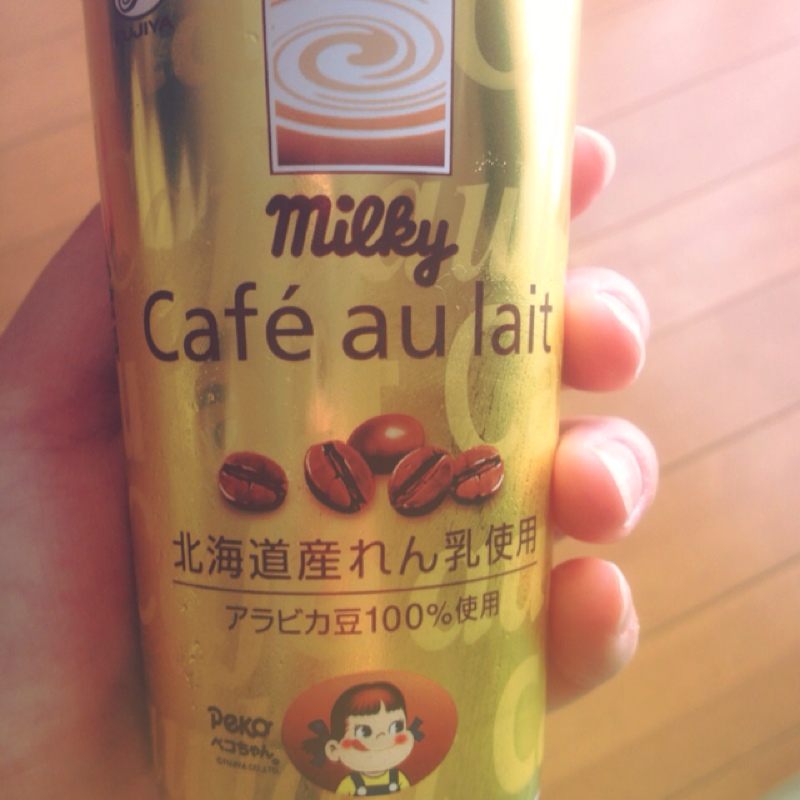 FUJIYA
Milky
Café au lait
北海道産れん乳使用
アラビカ豆100%使用
Peko
ペコちゃん®